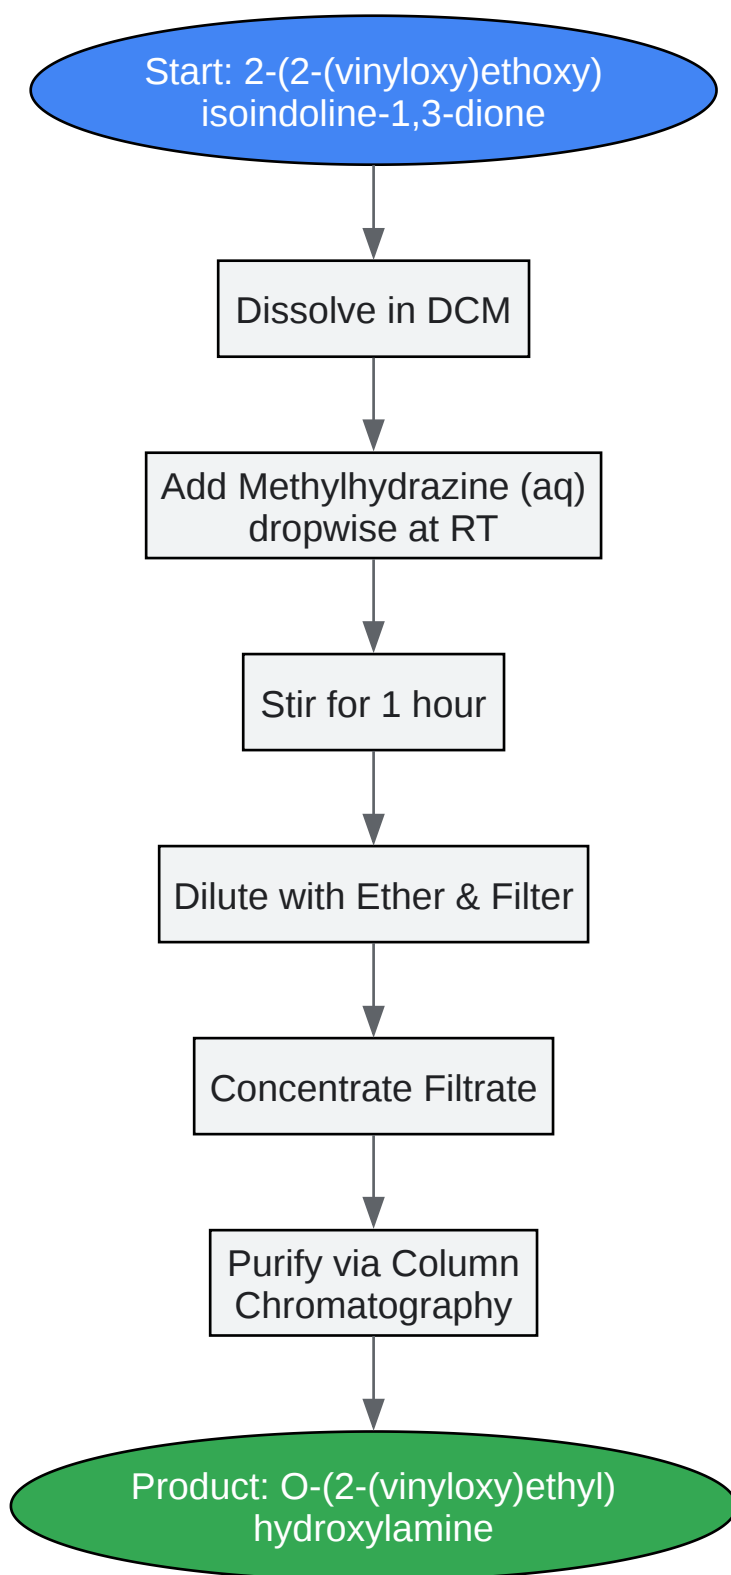 Start: 2-(2-(vinyloxy)ethoxy)
isoindoline-1,3-dione
Dissolve in DCM
Add Methylhydrazine (aq)
dropwise at RT
Stir for 1 hour
Dilute with Ether & Filter
Concentrate Filtrate
Purify via Column
Chromatography
Product: O-(2-(vinyloxy)ethyl)
hydroxylamine